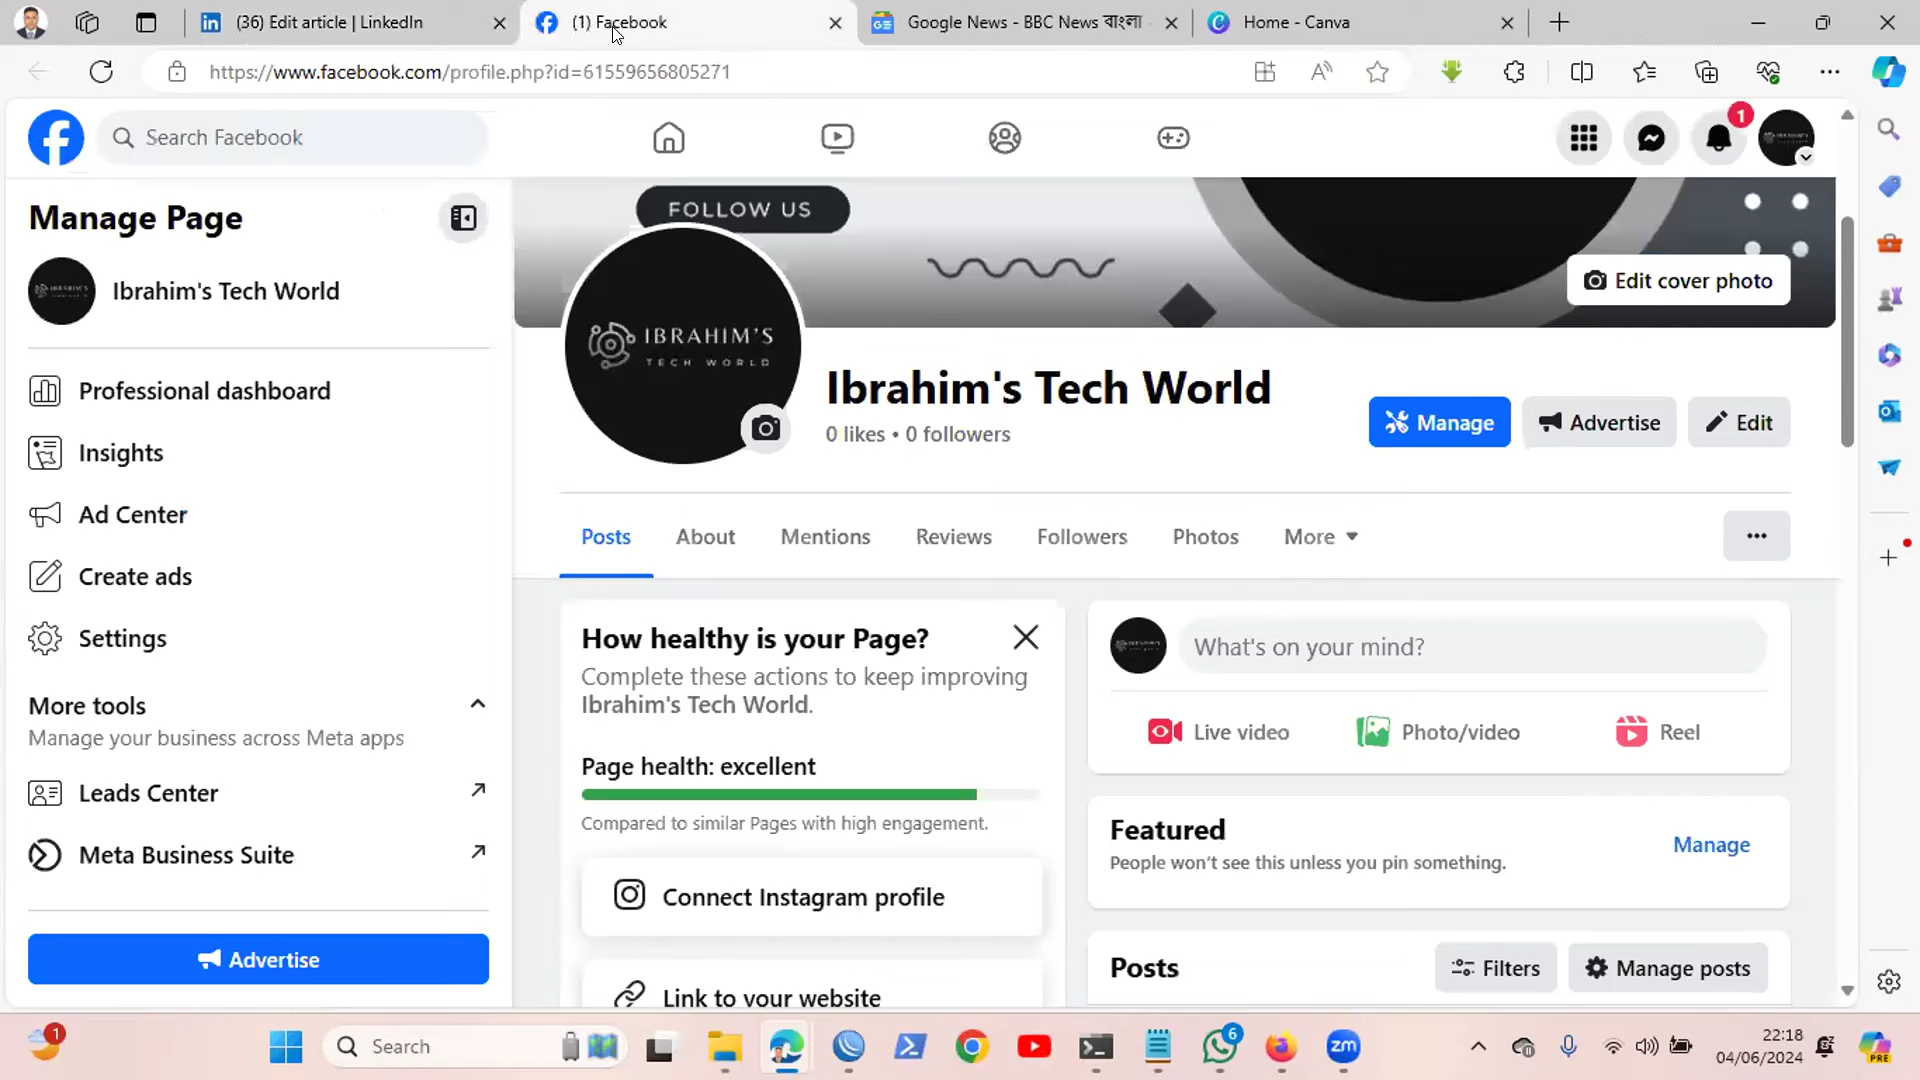 (36) Edit article | LinkedIn
(1) Facebook
Google News - BBC News বাংলা
Home - Canva
https://www.facebook.com/profile.php?id=61559656805271
Search Facebook
1
Manage Page
Ibrahim's Tech World
Professional dashboard
Insights
Ad Center
Create ads
Settings
More tools
Manage your business across Meta apps
Leads Center
Meta Business Suite
Advertise
FOLLOW US
Edit cover photo
IBRAHIM'S
TECH WORLD
Ibrahim's Tech World
0 likes • 0 followers
Manage
Advertise
Edit
Posts
About
Mentions
Reviews
Followers
Photos
More
How healthy is your Page?
Complete these actions to keep improving
Ibrahim's Tech World.
Page health: excellent
Compared to similar Pages with high engagement.
Connect Instagram profile
Link to your website
What's on your mind?
Live video
Photo/video
Reel
Featured
Manage
People won't see this unless you pin something.
Posts
Filters
Manage posts
1
Search
6
zm
22:18
04/06/2024
PRE